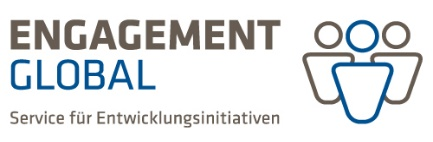 ENGAGEMENT
GLOBAL
Service für Entwicklungsinitiativen